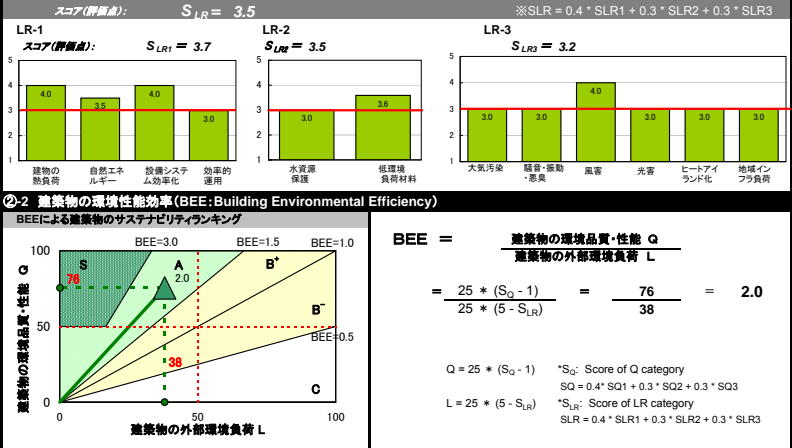 スコア(評価点): S LR = 3.5 ※SLR = 0.4 * SLR1 + 0.3 * SLR2 + 0.3 * SLR3
LR-1
スコア(評価点): S LR1 = 3.7
5
4
3
2
1
4.0
3.5
4.0
3.0
建物の
熱負荷
自然エネ
ルギー
設備システ
ム効率化
効率的
運用
LR-2
S LR2 = 3.5
5
4
3
2
1
3.0
3.6
水資源
保護
低環境
負荷材料
LR-3
S LR3 = 3.2
5
4
3
2
1
3.0
3.0
4.0
3.0
3.0
3.0
大気汚染
騒音・振動
・悪臭
風害
光害
ヒートアイ
ランド化
地域イン
フラ負荷
②-2 建築物の環境性能効率(BEE:Building Environmental Efficiency)
BEEによる建築物のサステナビリティランキング
BEE=3.0 BEE=1.5 BEE=1.0
100
S
A
B+
76
2.0
B-
50
BEE=0.5
38
C
0
0 50 100
建築物の環境品質・性能 Q
建築物の外部環境負荷 L
BEE = 建築物の環境品質・性能 Q
建築物の外部環境負荷 L
= 25 * (SQ - 1) = 76 = 2.0
25 * (5 - SLR) 38
Q = 25 * (SQ - 1) *SQ: Score of Q category
SQ = 0.4* SQ1 + 0.3 * SQ2 + 0.3 * SQ3
L = 25 * (5 - SLR) *SLR: Score of LR category
SLR = 0.4 * SLR1 + 0.3 * SLR2 + 0.3 * SLR3